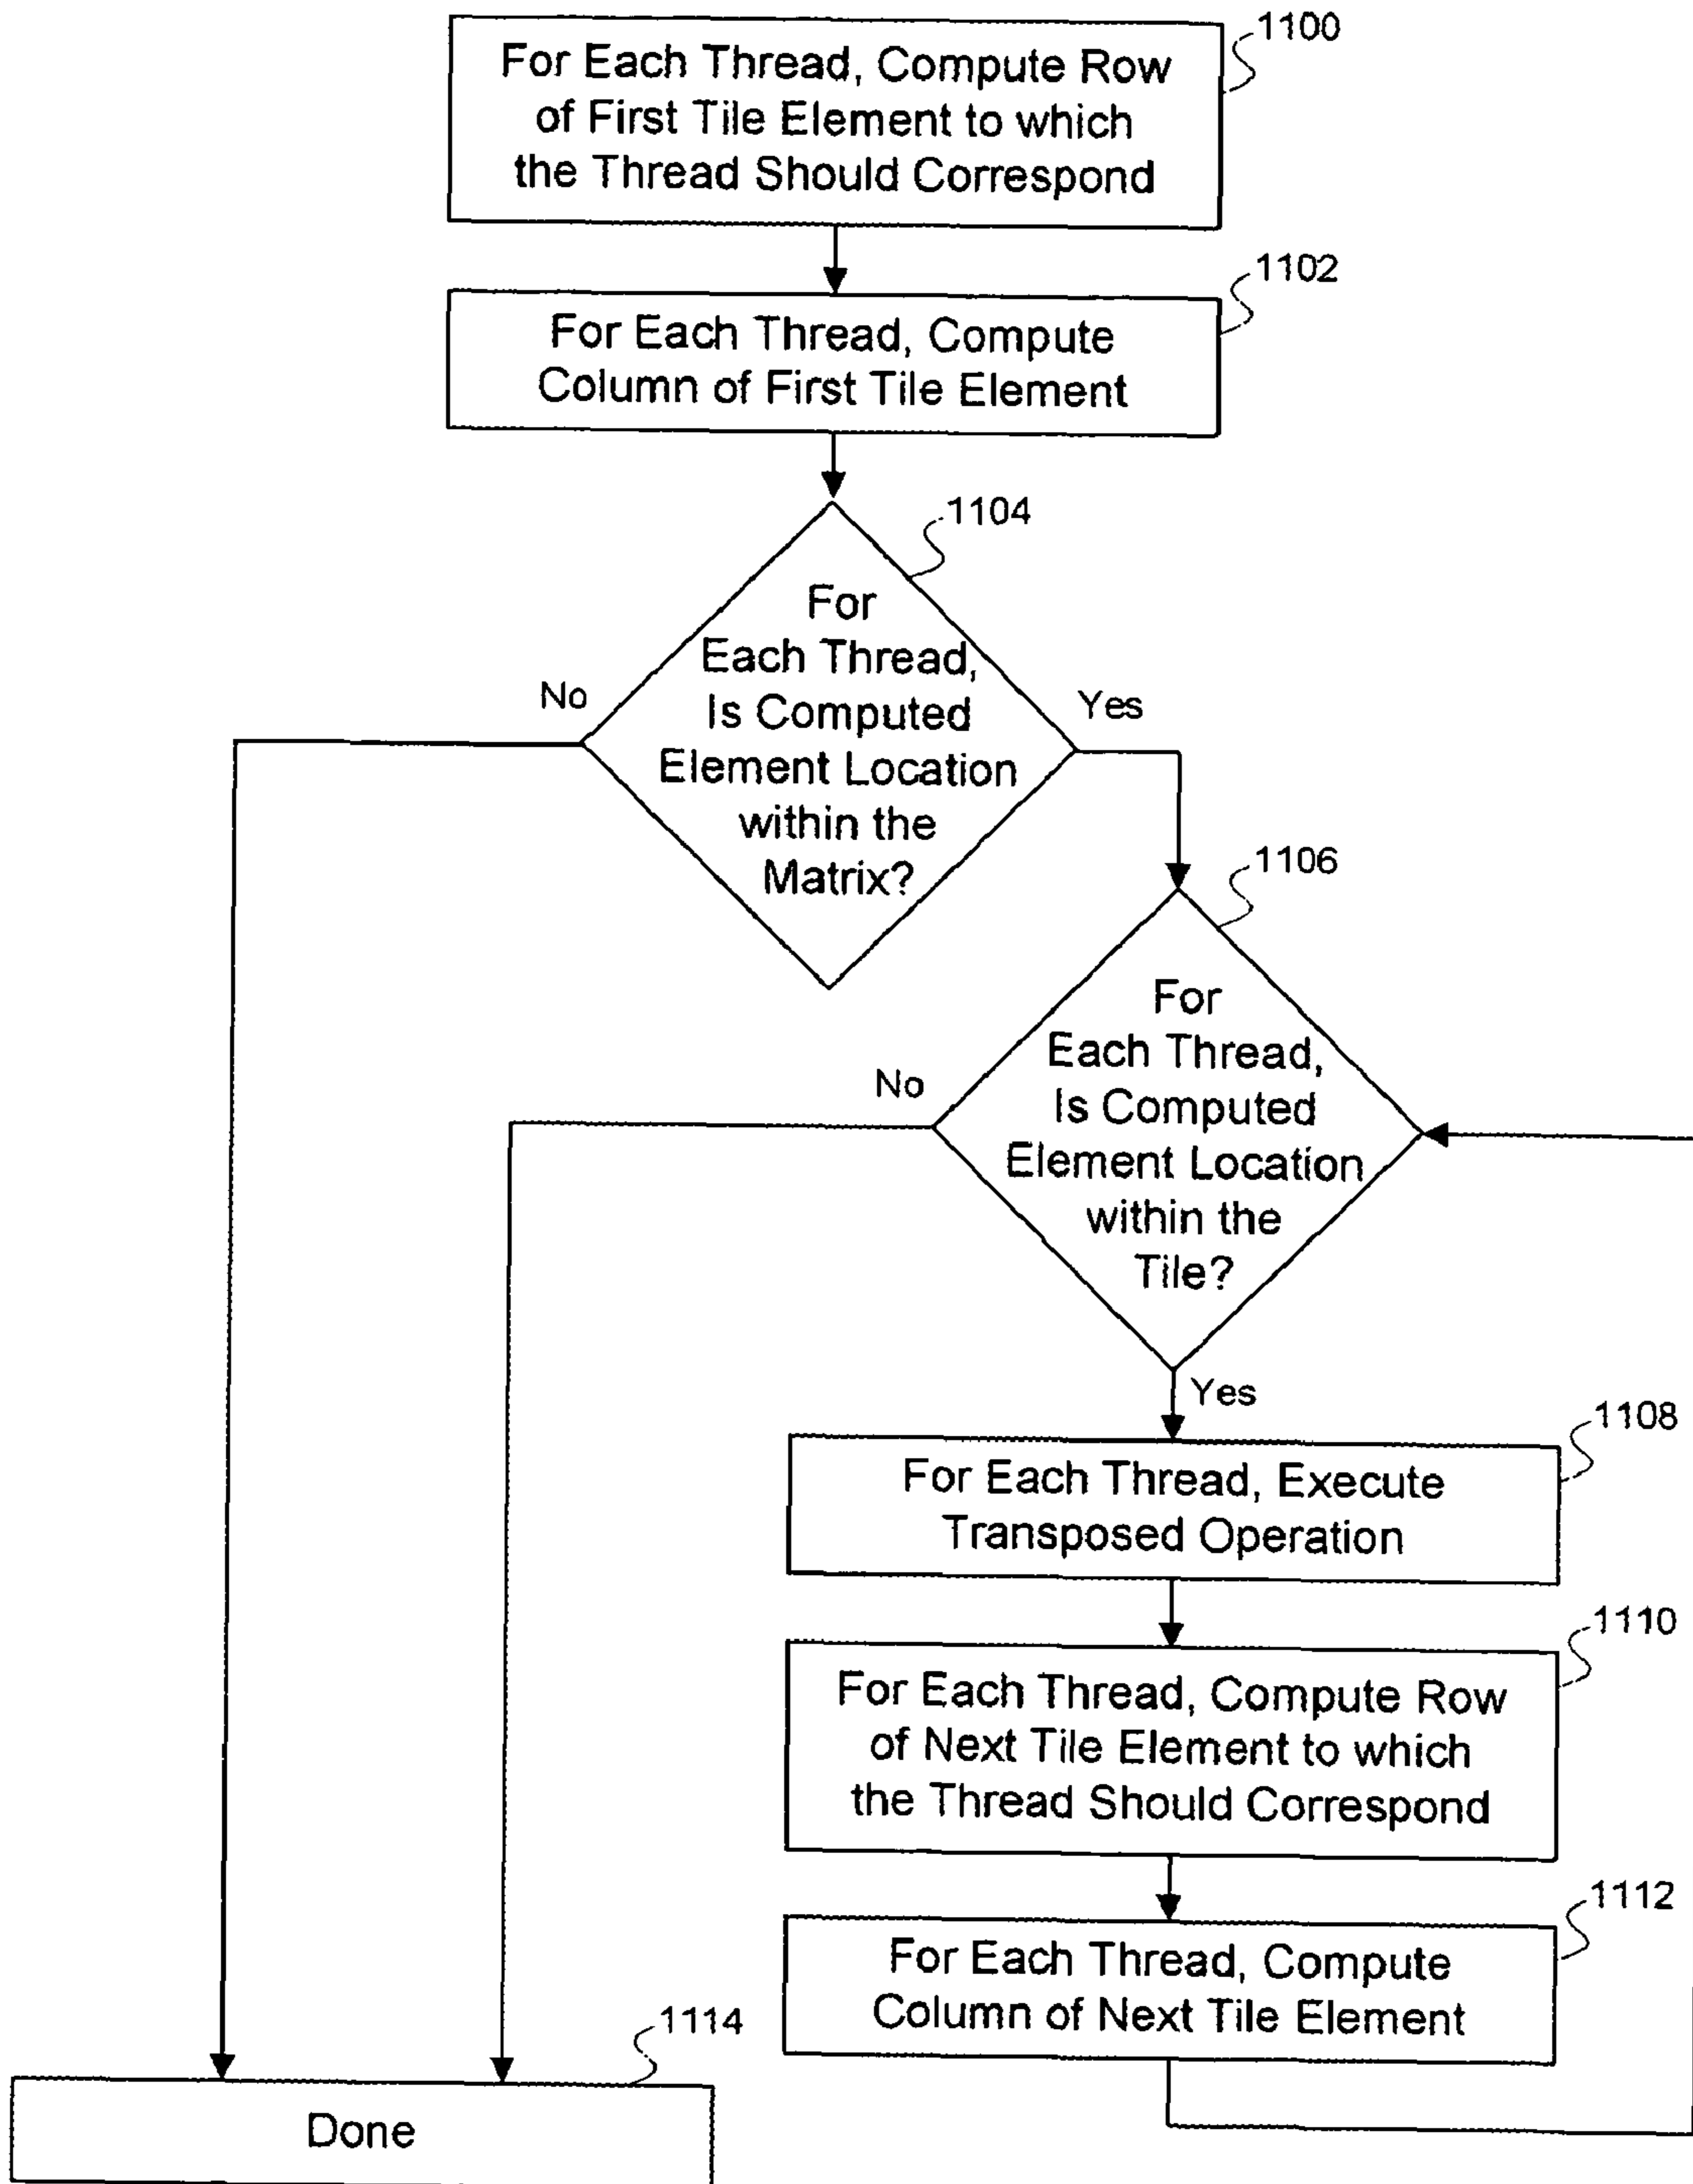 1100
For Each Thread, Compute Row
of First Tile Element to which
the Thread Should Correspond
1102
For Each Thread, Compute
Column of First Tile Element
1104
For
Each Thread,
Is Computed
Element Location
within the
Matrix?
No
Yes
1106
For
Each Thread,
Is Computed
Element Location
within the
Tile?
No
Yes
1108
For Each Thread, Execute
Transposed Operation
1110
For Each Thread, Compute Row
of Next Tile Element to which
the Thread Should Correspond
1112
For Each Thread, Compute
Column of Next Tile Element
1114
Done